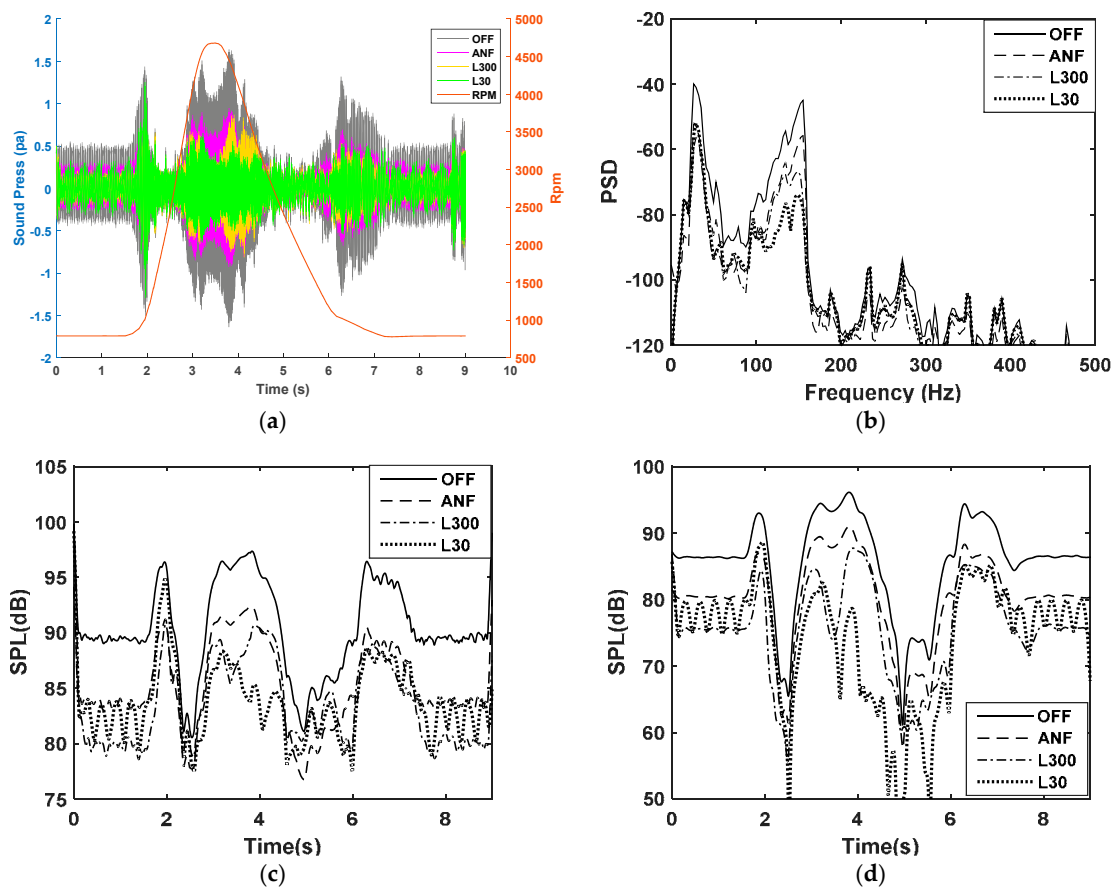 2
1.5
1
0.5
0
-0.5
-1
-1.5
-2
Sound Press (pa)
5000
4500
4000
3500
3000
2500
2000
1500
1000
500
Rpm
OFF
ANF
L300
L30
RPM
0 1 2 3 4 5 6 7 8 9 10
Time (s)
(a)
-20
-40
-60
-80
-100
-120
PSD
OFF
ANF
L300
L30
0 100 200 300 400 500
Frequency (Hz)
(b)
105
100
95
90
85
80
75
SPL(dB)
OFF
ANF
L300
L30
0 2 4 6 8
Time(s)
(c)
100
90
80
70
60
50
SPL(dB)
OFF
ANF
L300
L30
0 2 4 6 8
Time(s)
(d)